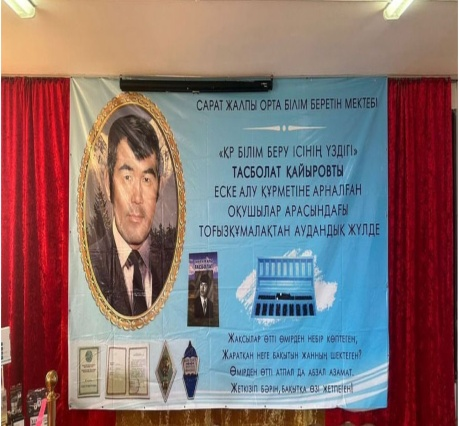 САРАТ ЖАЛПЫ ОРТА БІЛІМ БЕРЕТІН МЕКТЕБІ
«ҚР БІЛІМ БЕРУ ІСІНІҢ ҮЗДІГІ»
ТАСБОЛАТ ҚАЙЫРОВТЫ
ЕСКЕ АЛУ ҚҰРМЕТІНЕ АРНАЛҒАН
ОҚУШЫЛАР АРАСЫНДАҒЫ
ТОҒЫЗҚҰМАЛАҚТАН АУДАНДЫҚ ЖҮЛДЕ
ТАСБОЛАТ
ЖАҚСЫЛАР ӨТТІ ӨМІРДЕН НЕБІР КӨПТЕГЕН,
ЖАРАТҚАН НЕГЕ БАҚЫТЫН ЖАННЫҢ ШЕКТЕГЕН?
ӨМІРДЕН ӨТТІ АТПАЛ ДА АБЗАЛ АЗАМАТ,
ЖЕТКІЗІП БӘРІН, БАҚЫТҚА ӨЗІ ЖЕТПЕГЕН!